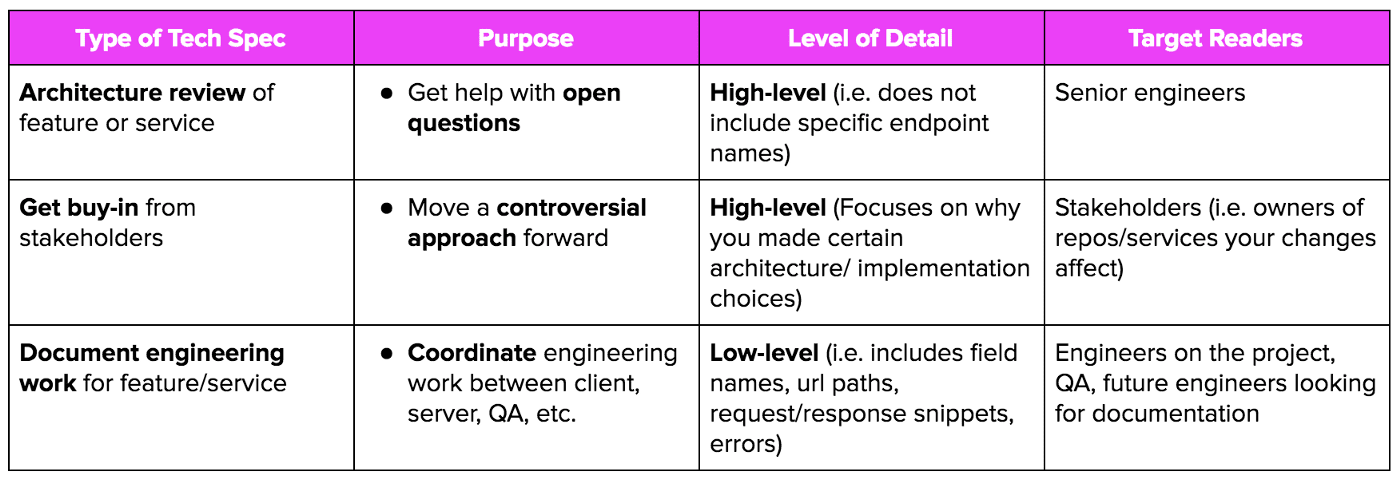 Type of Tech Spec
Purpose
Level of Detail
Target Readers
Architecture review of
feature or service
● Get help with open
questions
High-level (i.e. does not
include specific endpoint
names)
Senior engineers
Get buy-in from
stakeholders
● Move a controversial
approach forward
High-level (Focuses on why
you made certain
architecture/ implementation
choices)
Stakeholders (i.e. owners of
repos/services your changes
affect)
Document engineering
work for feature/service
● Coordinate engineering
work between client,
server, QA, etc.
Low-level (i.e. includes field
names, url paths,
request/response snippets,
errors)
Engineers on the project,
QA, future engineers looking
for documentation